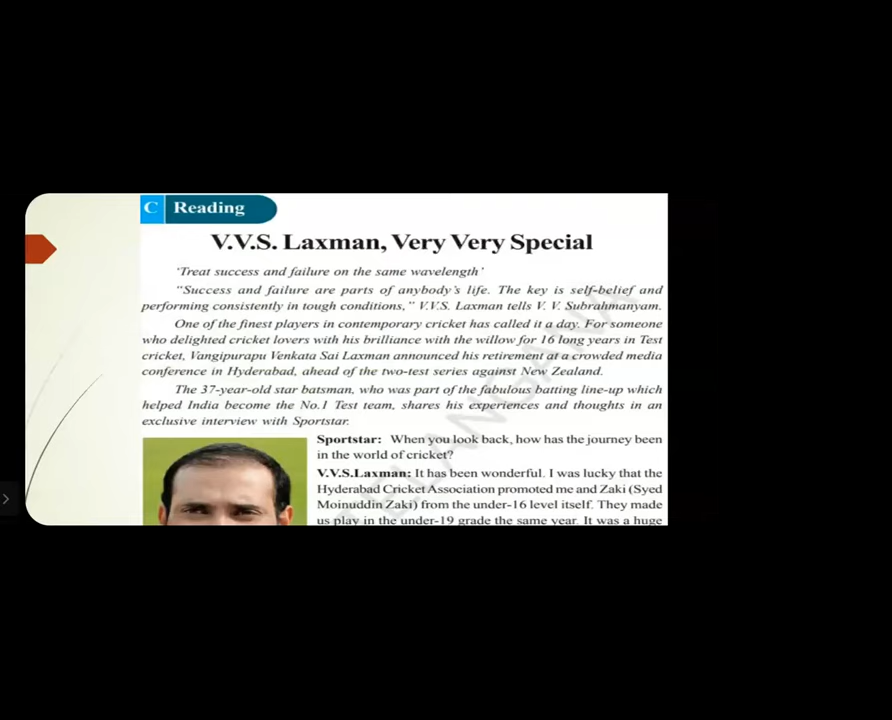 C Reading
V.V.S. Laxman, Very Very Special
'Treat success and failure on the same wavelength'
"Success and failure are parts of anybody's life. The key is self-belief and
performing consistently in tough conditions," V.V.S. Laxman tells V. V. Subrahmanyam.
One of the finest players in contemporary cricket has called it a day. For someone
who delighted cricket lovers with his brilliance with the willow for 16 long years in Test
cricket, Vangipurapu Venkata Sai Laxman announced his retirement at a crowded media
conference in Hyderabad, ahead of the two-test series against New Zealand.
The 37-year-old star batsman, who was part of the fabulous batting line-up which
helped India become the No.1 Test team, shares his experiences and thoughts in an
exclusive interview with Sportstar.
Sportstar: When you look back, how has the journey been
in the world of cricket?
V.V.S.Laxman: It has been wonderful. I was lucky that the
Hyderabad Cricket Association promoted me and Zaki (Syed
Moinuddin Zaki) from the under-16 level itself. They made
us play in the under-19 grade the same year. It was a huge
TELANGANA